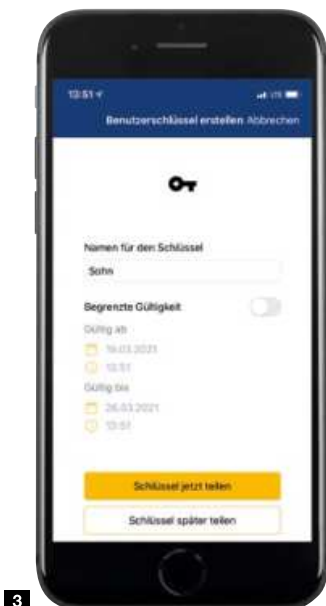 13:51
Benutzerschlüssel erstellen Abbrechen
Namen für den Schlüssel
Sohn
Begrenzte Gültigkeit
Gültig ab
19.03.2021
13:51
Gültig bis
26.03.2021
13:51
Schlüssel jetzt teilen
Schlüssel später teilen
3